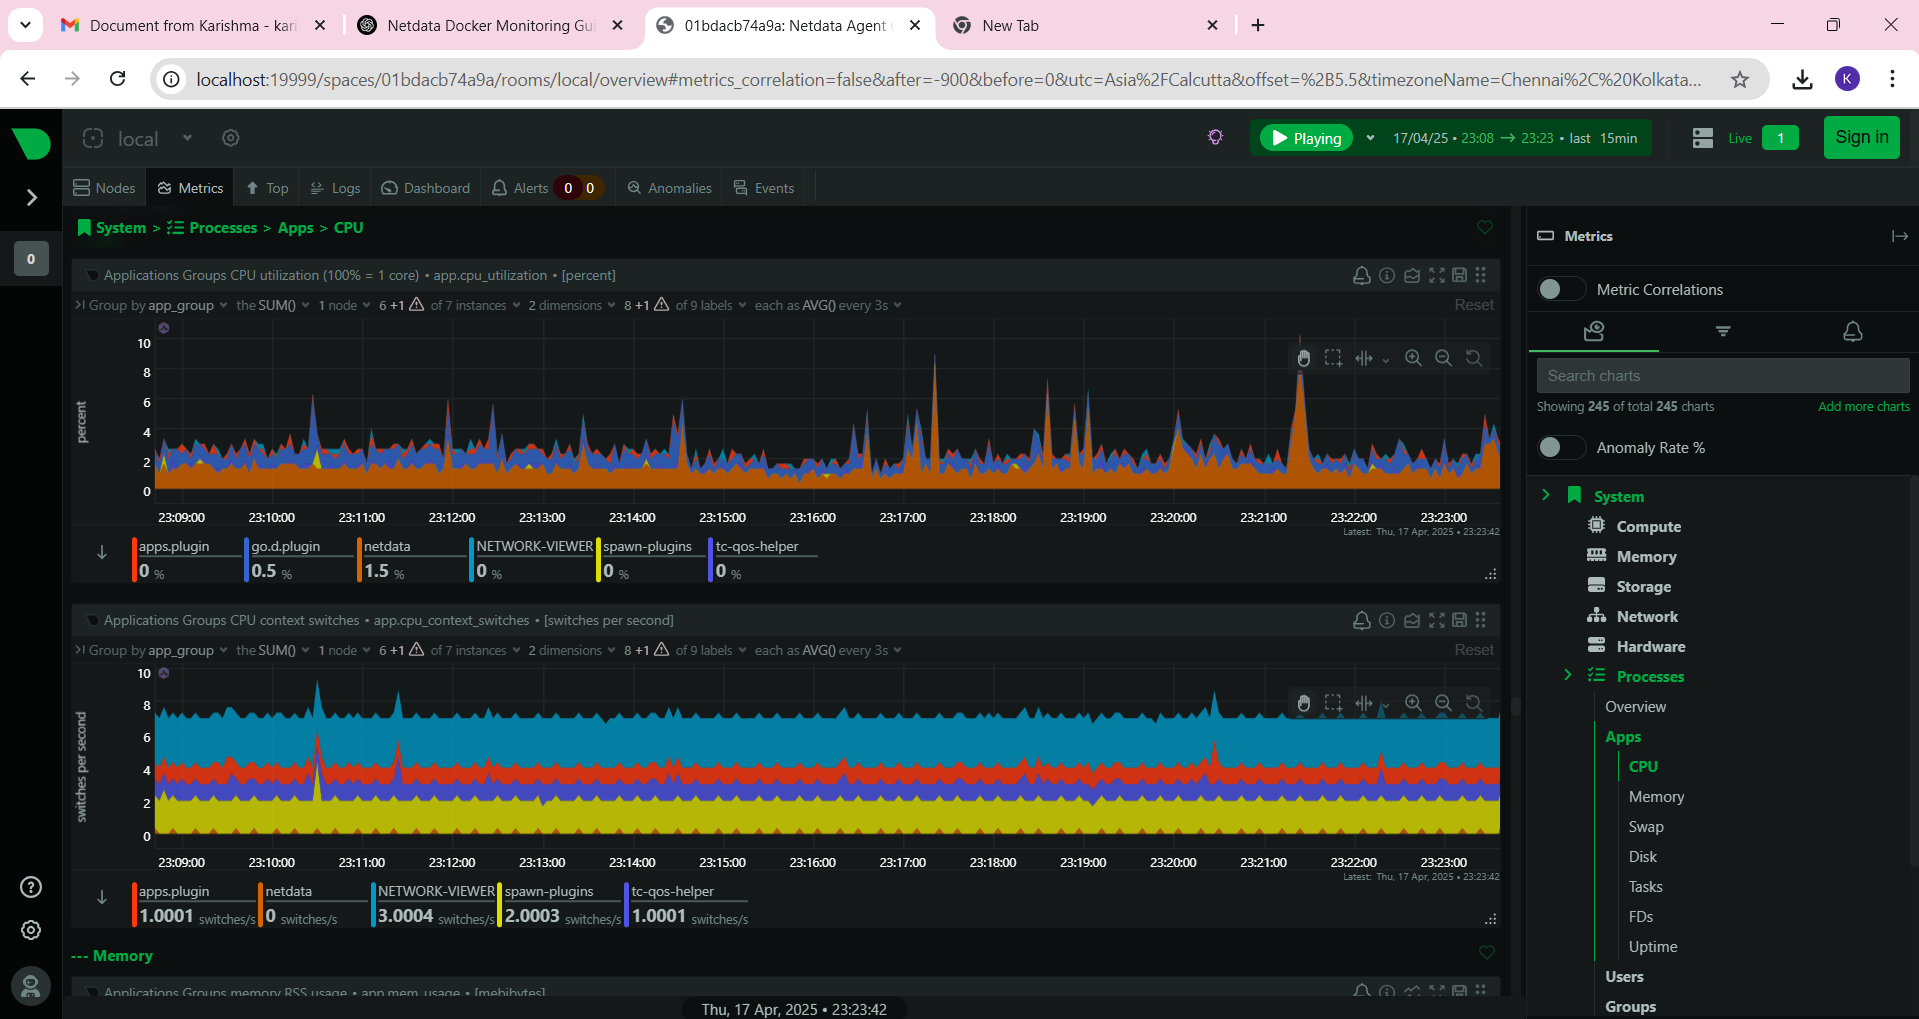 Document from Karishma - kari
Netdata Docker Monitoring Gui
01bdacb74a9a: Netdata Agent
New Tab
localhost:19999/spaces/01bdacb74a9a/rooms/local/overview#metrics_correlation=false&after=-900&before=0&utc=Asia%2FCalcutta&offset=%2B5.5&timezoneName=Chennai%2C%20Kolkata...
K
local
Playing
17/04/25 • 23:08 → 23:23 • last 15min
Live
1
Sign in
Nodes
Metrics
Top
Logs
Dashboard
Alerts 0 0
Anomalies
Events
0
System > Processes > Apps > CPU
Applications Groups CPU utilization (100% = 1 core) • app.cpu_utilization • [percent]
Group by app_group the SUM() 1 node 6 +1 of 7 instances 2 dimensions 8 +1 of 9 labels each as AVG() every 3s Reset
percent
10
8
6
4
2
0
23:09:00 23:10:00 23:11:00 23:12:00 23:13:00 23:14:00 23:15:00 23:16:00 23:17:00 23:18:00 23:19:00 23:20:00 23:21:00 23:22:00 23:23:00
Latest: Thu, 17 Apr, 2025 • 23:23:42
apps.plugin go.d.plugin netdata NETWORK-VIEWER spawn-plugins tc-qos-helper
0 % 0.5 % 1.5 % 0 % 0 % 0 %
Applications Groups CPU context switches • app.cpu_context_switches • [switches per second]
Group by app_group the SUM() 1 node 6 +1 of 7 instances 2 dimensions 8 +1 of 9 labels each as AVG() every 3s Reset
switches per second
10
8
6
4
2
0
23:09:00 23:10:00 23:11:00 23:12:00 23:13:00 23:14:00 23:15:00 23:16:00 23:17:00 23:18:00 23:19:00 23:20:00 23:21:00 23:22:00 23:23:00
Latest: Thu, 17 Apr, 2025 • 23:23:42
apps.plugin netdata NETWORK-VIEWER spawn-plugins tc-qos-helper
1.0001 switches/s 0 switches/s 3.0004 switches/s 2.0003 switches/s 1.0001 switches/s
--- Memory
Applications Groups memory RSS usage • app.mem_usage • [mebibytes]
Thu, 17 Apr, 2025 • 23:23:42
Metrics
Metric Correlations
Search charts
Showing 245 of total 245 charts
Add more charts
Anomaly Rate %
System
Compute
Memory
Storage
Network
Hardware
Processes
Overview
Apps
CPU
Memory
Swap
Disk
Tasks
FDs
Uptime
Users
Groups